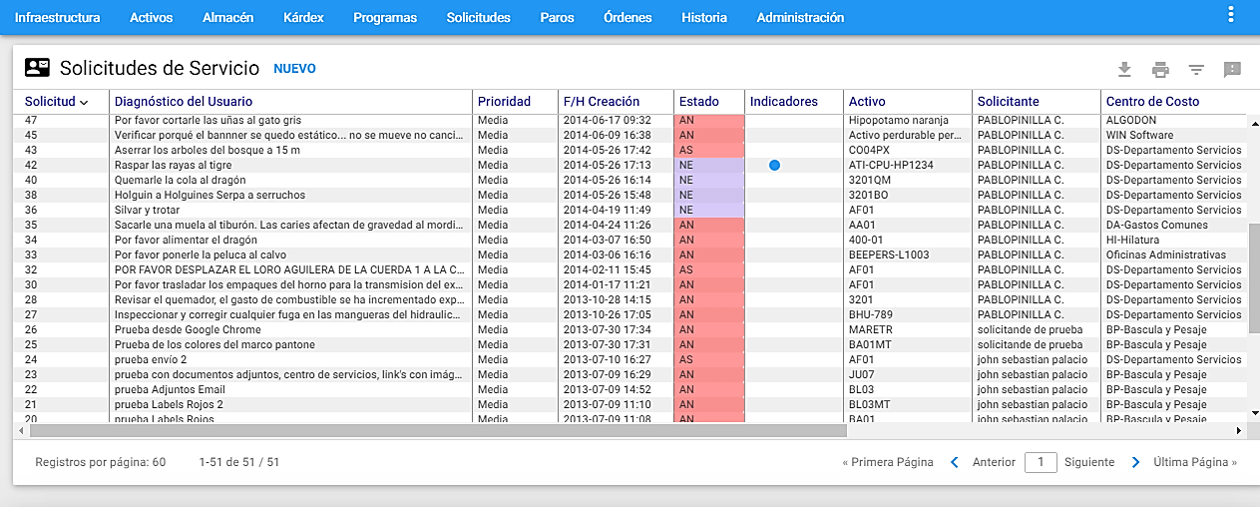 Infraestructura Activos Almacén Kárdex Programas Solicitudes Paros Órdenes Historia Administración
Solicitudes de Servicio NUEVO
Solicitud Diagnóstico del Usuario Prioridad F/H Creación Estado Indicadores Activo Solicitante Centro de Costo
47 Por favor cortarle las uñas al gato gris Media 2014-06-17 09:32 AN Hipopotamo naranja PABLOPINILLA C. ALGODON
45 Verificar porqué el bannner se quedo estático... no se mueve no canci... Media 2014-06-09 16:38 AN Activo perdurable per... PABLOPINILLA C. WIN Software
43 Aserrar los arboles del bosque a 15 m Media 2014-05-26 17:42 AS CO04PX PABLOPINILLA C. DS-Departamento Servicios
42 Raspar las rayas al tigre Media 2014-05-26 17:13 NE ATI-CPU-HP1234 PABLOPINILLA C. DS-Departamento Servicios
40 Quemarle la cola al dragón Media 2014-05-26 16:14 NE 3201QM PABLOPINILLA C. DS-Departamento Servicios
38 Holguin a Holguines Serpa a serruchos Media 2014-05-26 15:48 NE 3201BO PABLOPINILLA C. DS-Departamento Servicios
36 Silvar y trotar Media 2014-04-19 11:49 NE AF01 PABLOPINILLA C. DS-Departamento Servicios
35 Sacarle una muela al tiburón. Las caries afectan de gravedad al mordi... Media 2014-04-24 11:26 AN AA01 PABLOPINILLA C. DA-Gastos Comunes
34 Por favor alimentar el dragón Media 2014-03-07 16:50 AN 400-01 PABLOPINILLA C. HI-Hilatura
33 Por favor ponerle la peluca al calvo Media 2014-03-06 16:16 AN BEEPERS-L1003 PABLOPINILLA C. Oficinas Administrativas
32 POR FAVOR DESPLAZAR EL LORO AGUILERA DE LA CUERDA 1 A LA C... Media 2014-02-11 15:45 AS AF01 PABLOPINILLA C. DS-Departamento Servicios
30 Por favor trasladar los empaques del horno para la transmision del ex... Media 2014-01-17 11:21 AN AF01 PABLOPINILLA C. DS-Departamento Servicios
28 Revisar el quemador, el gasto de combustible se ha incrementado exp... Media 2013-10-28 14:15 AN 3201 PABLOPINILLA C. DS-Departamento Servicios
27 Inspeccionar y corregir cualquier fuga en las mangueras del hidraulic... Media 2013-10-26 17:05 AN BHU-789 PABLOPINILLA C. DS-Departamento Servicios
26 Prueba desde Google Chrome Media 2013-07-30 17:34 AN MARETR solicitande de prueba BP-Bascula y Pesaje
25 Prueba de los colores del marco pantone Media 2013-07-30 17:31 AN BA01MT solicitande de prueba BP-Bascula y Pesaje
24 prueba envío 2 Media 2013-07-10 16:27 AS AF01 john sebastian palacio DS-Departamento Servicios
23 prueba con documentos adjuntos, centro de servicios, link's con imág... Media 2013-07-09 16:29 AN JU07 john sebastian palacio BP-Bascula y Pesaje
22 prueba Adjuntos Email Media 2013-07-09 14:52 AN BL03 john sebastian palacio BP-Bascula y Pesaje
21 prueba Labels Rojos 2 Media 2013-07-09 11:10 AN BL03MT john sebastian palacio BP-Bascula y Pesaje
20 prueba Labels Rojos Media 2013-07-09 11:08 AN BA01 john sebastian palacio BP-Bascula y Pesaje
Registros por página: 60 1-51 de 51 / 51 « Primera Página Anterior 1 Siguiente Última Página »